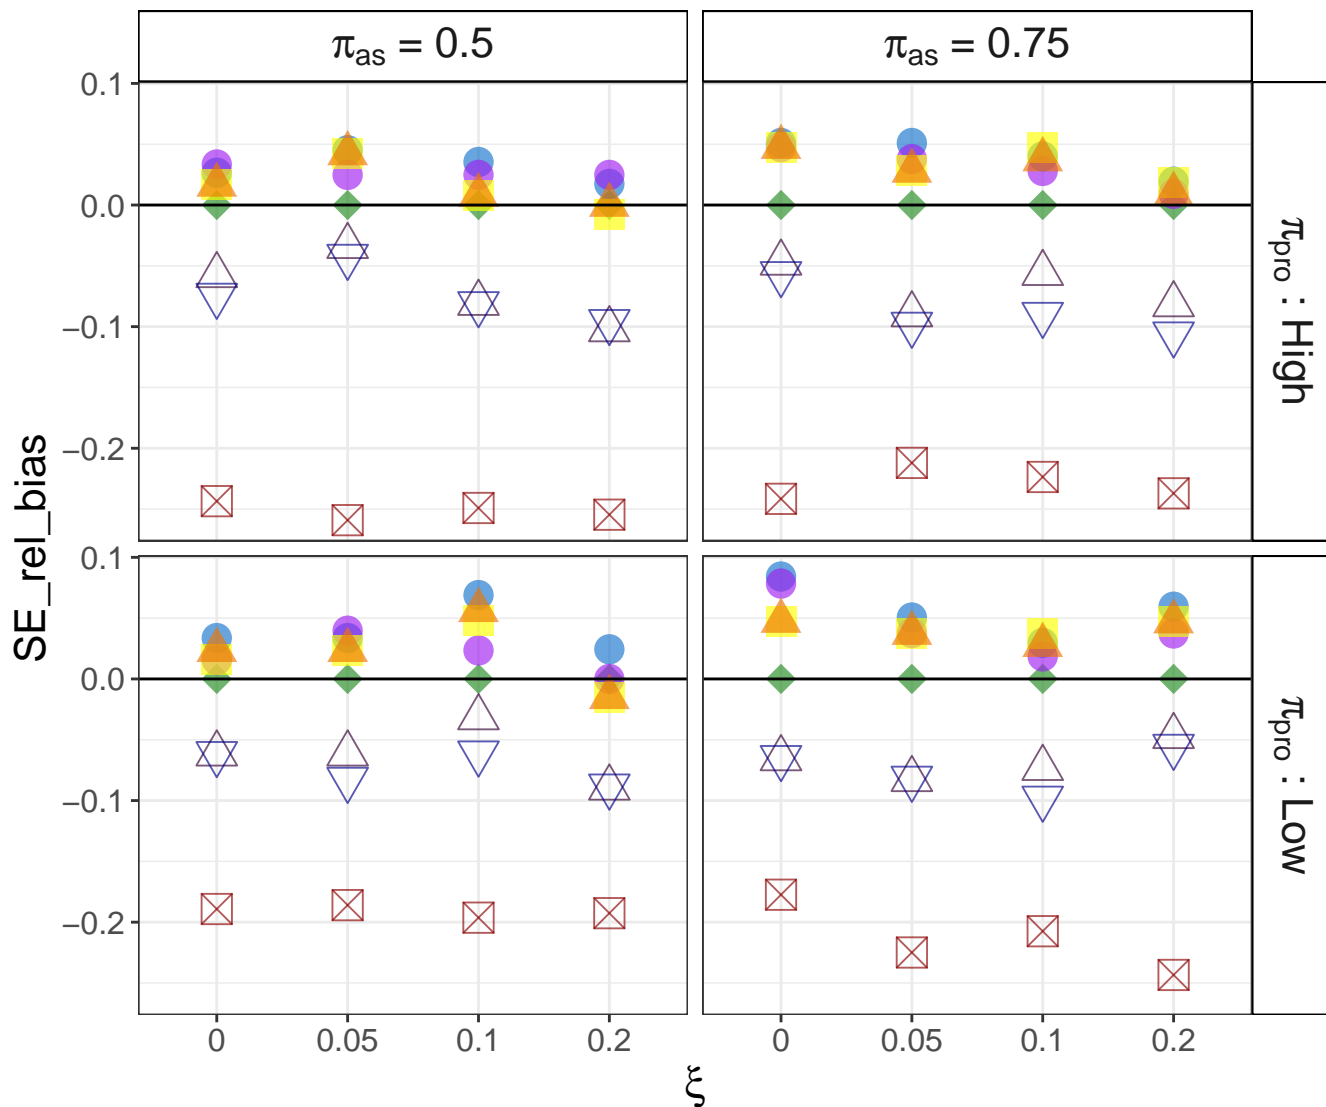 π_as = 0.5
π_as = 0.75
0.1
0.0
−0.1
−0.2
π_pro : High
SE_rel_bias
0.1
0.0
−0.1
−0.2
π_pro : Low
0 0.05 0.1 0.2
0 0.05 0.1 0.2
ξ